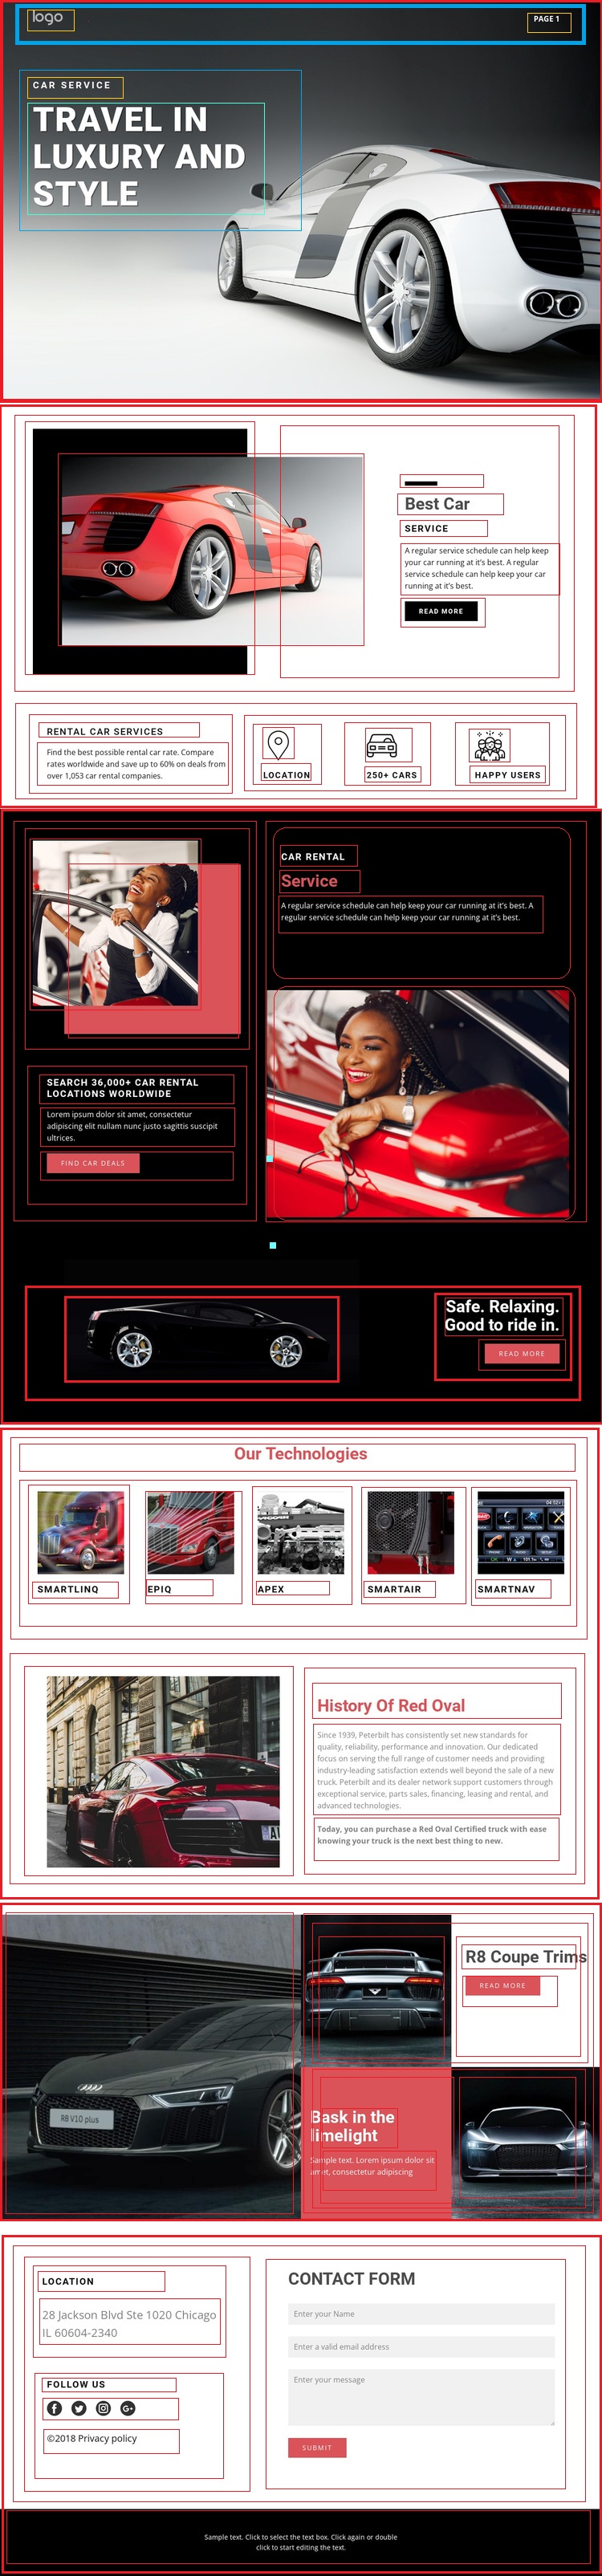 logo
PAGE 1
CAR SERVICE
TRAVEL IN
LUXURY AND
STYLE
Best Car
SERVICE
A regular service schedule can help keep
your car running at it's best. A regular
service schedule can help keep your car
running at it's best.
READ MORE
RENTAL CAR SERVICES
Find the best possible rental car rate. Compare
rates worldwide and save up to 60% on deals from
over 1,053 car rental companies.
LOCATION
250+ CARS
HAPPY USERS
CAR RENTAL
Service
A regular service schedule can help keep your car running at it's best. A
regular service schedule can help keep your car running at it's best.
SEARCH 36,000+ CAR RENTAL
LOCATIONS WORLDWIDE
Lorem ipsum dolor sit amet, consectetur
adipiscing elit nullam nunc justo sagittis suscipit
ultrices.
FIND CAR DEALS
Safe. Relaxing.
Good to ride in.
READ MORE
Our Technologies
SMARTLINQ
EPIQ
APEX
SMARTAIR
SMARTNAV
History Of Red Oval
Since 1939, Peterbilt has consistently set new standards for
quality, reliability, performance and innovation. Our dedicated
focus on serving the full range of customer needs and providing
industry-leading satisfaction extends well beyond the sale of a new
truck. Peterbilt and its dealer network support customers through
exceptional service, parts sales, financing, leasing and rental, and
advanced technologies.
Today, you can purchase a Red Oval Certified truck with ease
knowing your truck is the next best thing to new.
R8 Coupe Trims
READ MORE
R8 V10 plus
Bask in the
limelight
Sample text. Lorem ipsum dolor sit
amet, consectetur adipiscing
LOCATION
28 Jackson Blvd Ste 1020 Chicago
IL 60604-2340
FOLLOW US
©2018 Privacy policy
CONTACT FORM
Enter your Name
Enter a valid email address
Enter your message
SUBMIT
Sample text. Click to select the text box. Click again or double
click to start editing the text.